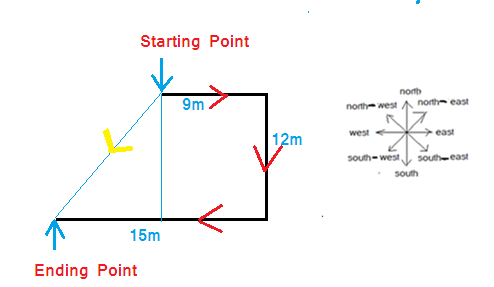 Starting Point
9m
12m
15m
Ending Point
north
north-west
north-east
west
east
south-west
south-east
south